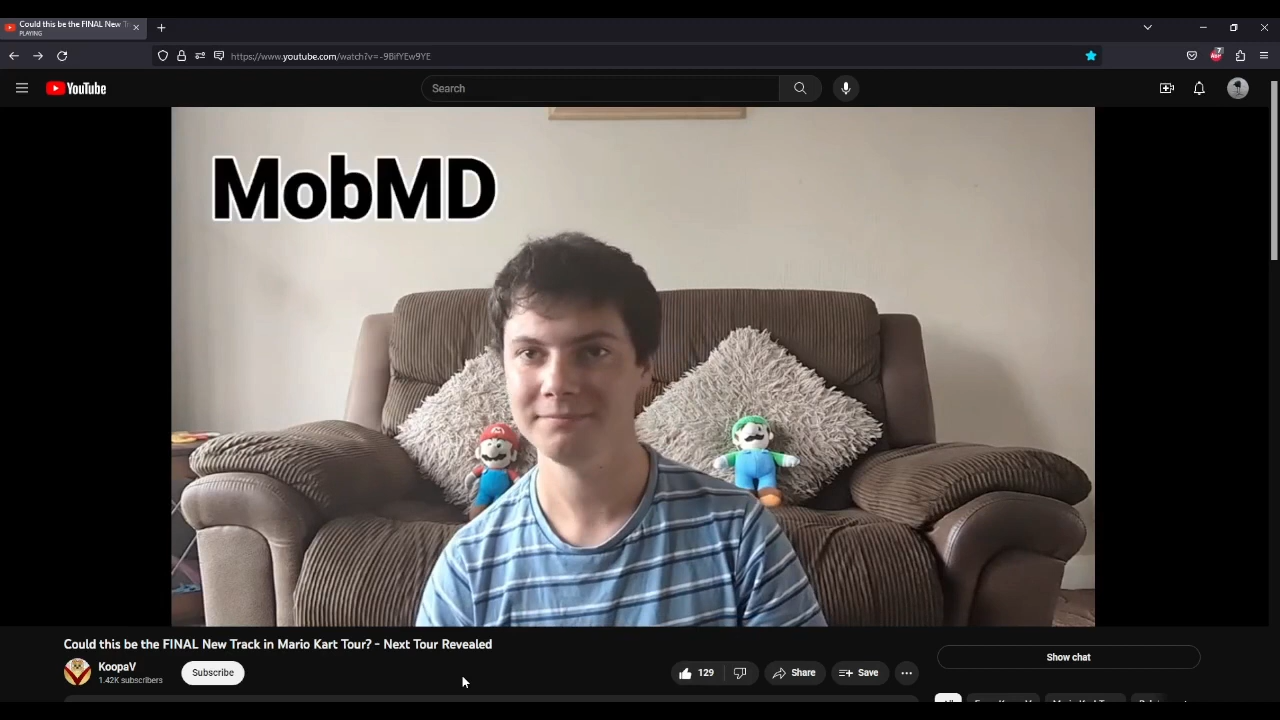 Could this be the FINAL New Tr
PLAYING
https://www.youtube.com/watch?v=-9BifYEw9YE
7
YouTube
Search
MobMD
Could this be the FINAL New Track in Mario Kart Tour? - Next Tour Revealed
KoopaV
1.42K subscribers
Subscribe
129
Share
Save
Show chat